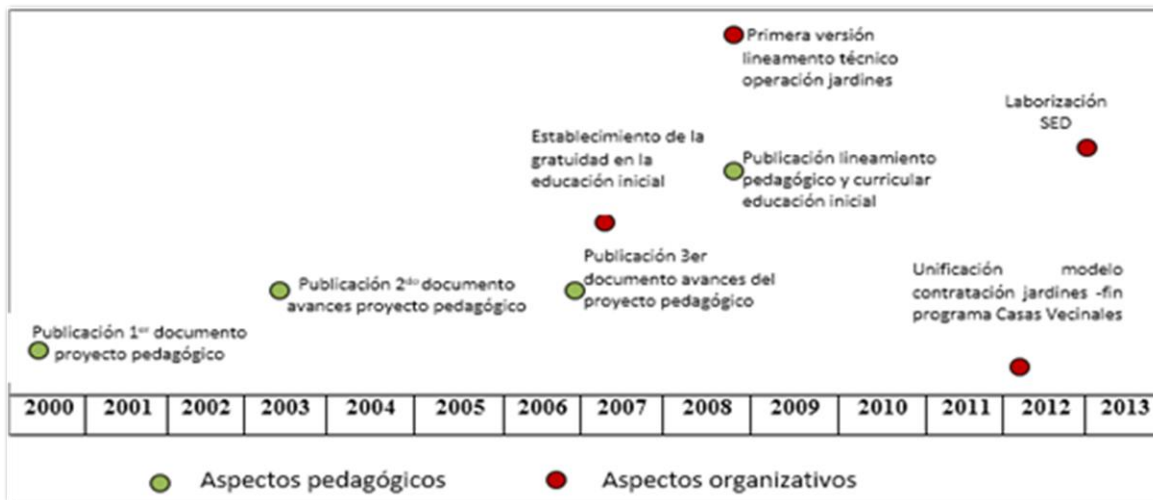 Primera versión
lineamento técnico
operación jardines
Laborización
SED
Establecimiento de la
gratuidad en la
educación inicial
Publicación lineamiento
pedagógico y curricular
educación inicial
Publicación 3er
documento avances del
proyecto pedagógico
Unificación modelo
contratación jardines -fin
programa Casas Vecinales
Publicación 2do documento
avances proyecto pedagógico
Publicación 1er documento
proyecto pedagógico
2000 2001 2002 2003 2004 2005 2006 2007 2008 2009 2010 2011 2012 2013
Aspectos pedagógicos Aspectos organizativos